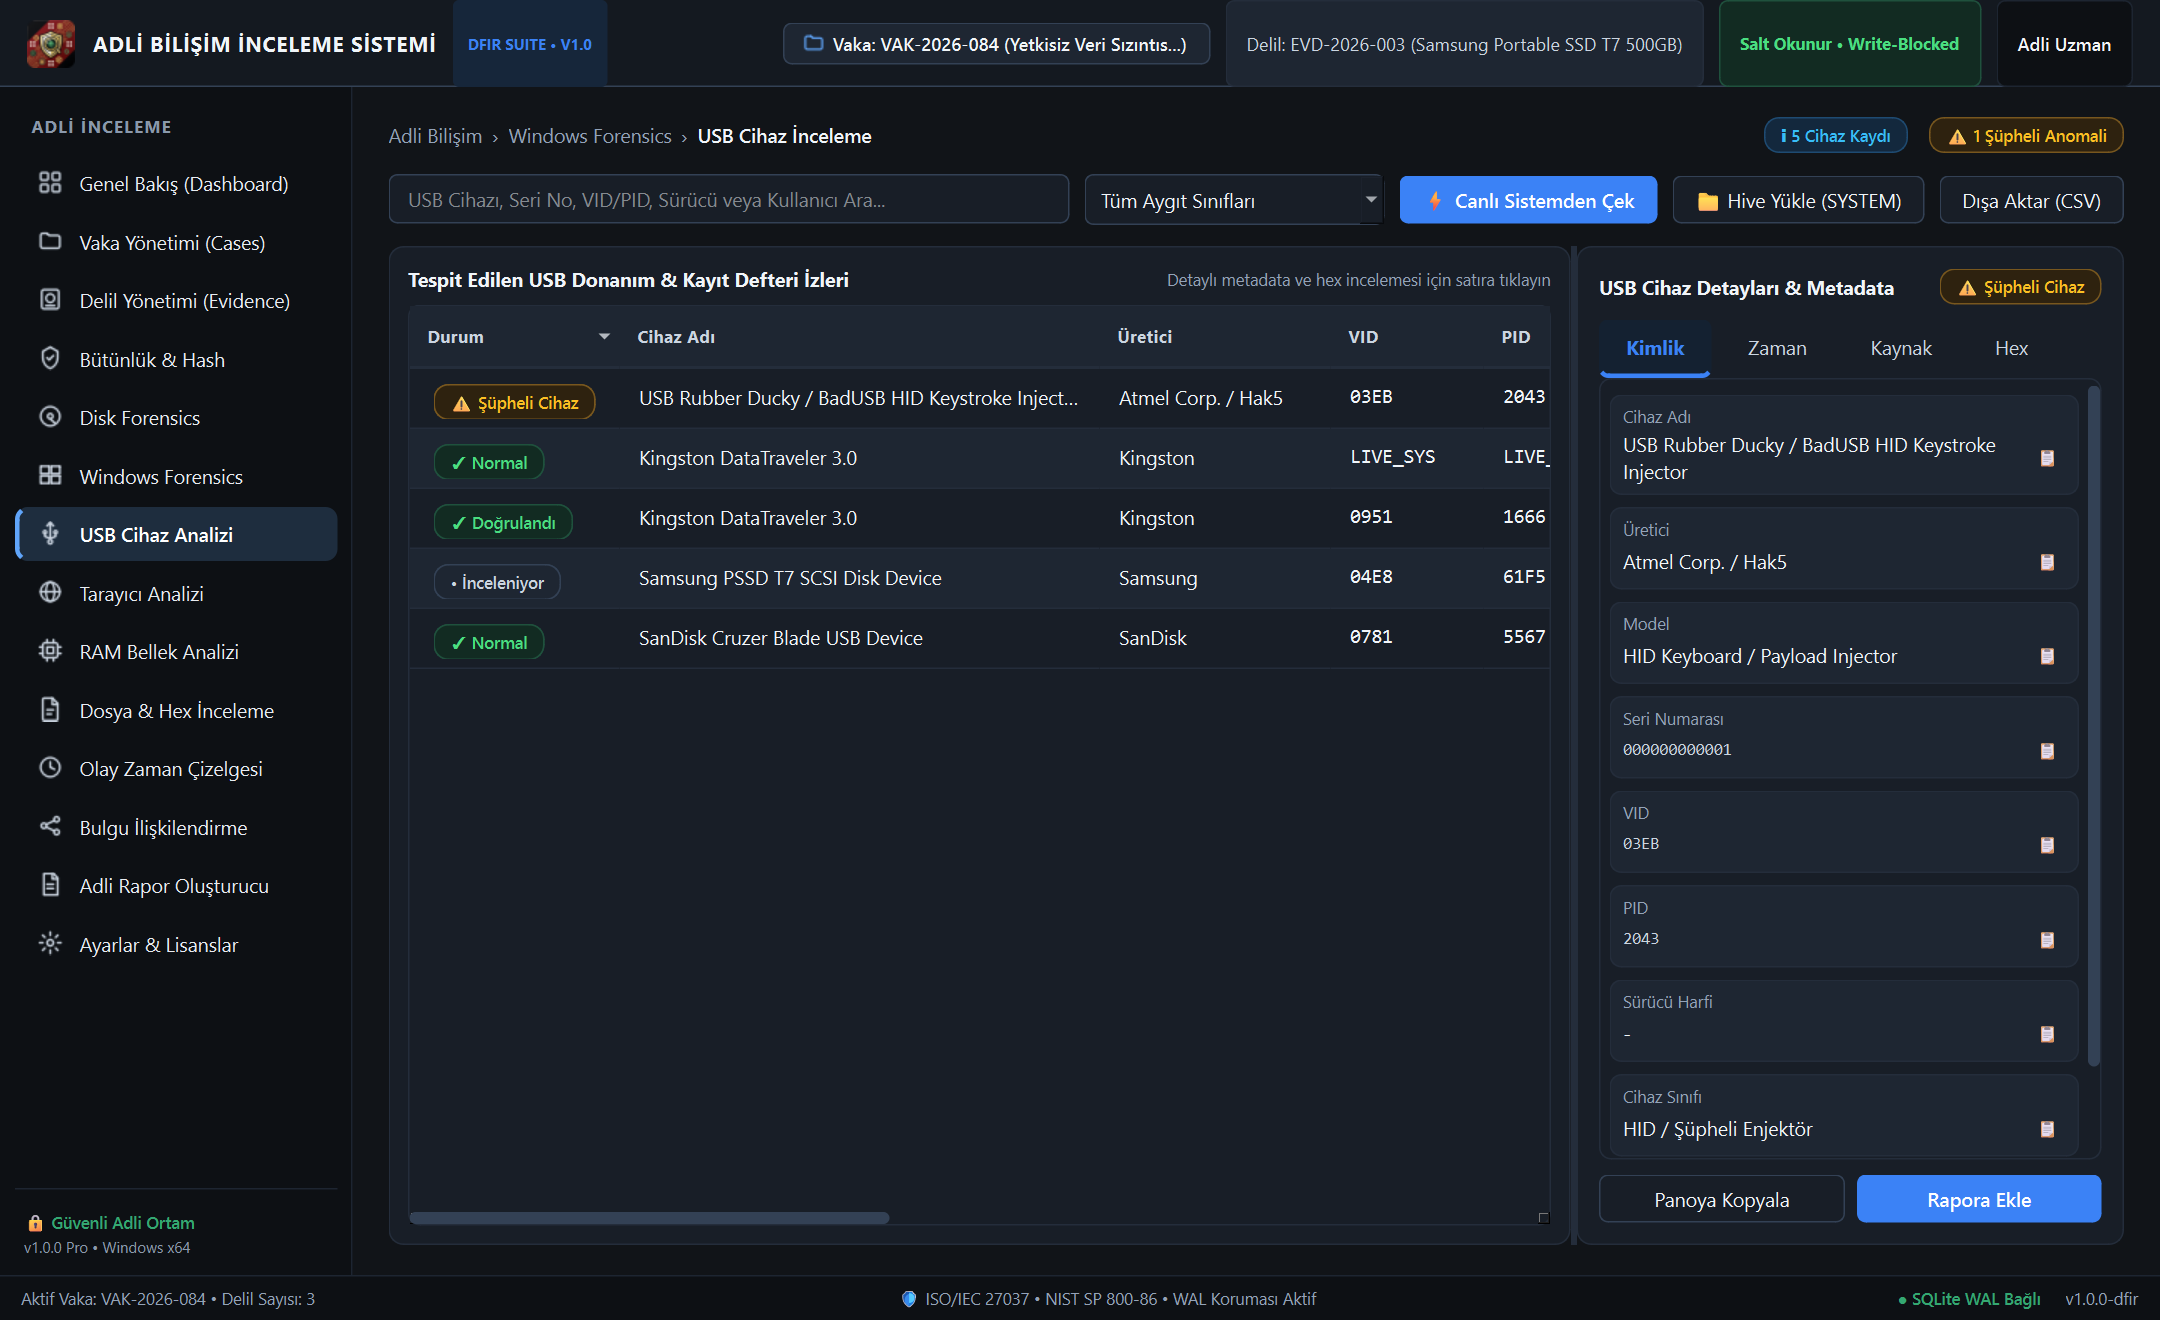 ADLİ BİLİŞİM İNCELEME SİSTEMİ
DFIR SUITE • V1.0
Vaka: VAK-2026-084 (Yetkisiz Veri Sızıntıs...)
Delil: EVD-2026-003 (Samsung Portable SSD T7 500GB)
Salt Okunur • Write-Blocked
Adli Uzman
ADLİ İNCELEME
Genel Bakış (Dashboard)
Vaka Yönetimi (Cases)
Delil Yönetimi (Evidence)
Bütünlük & Hash
Disk Forensics
Windows Forensics
USB Cihaz Analizi
Tarayıcı Analizi
RAM Bellek Analizi
Dosya & Hex İnceleme
Olay Zaman Çizelgesi
Bulgu İlişkilendirme
Adli Rapor Oluşturucu
Ayarlar & Lisanslar
Güvenli Adli Ortam
v1.0.0 Pro • Windows x64
Adli Bilişim › Windows Forensics › USB Cihaz İnceleme
ℹ 5 Cihaz Kaydı
⚠ 1 Şüpheli Anomali
USB Cihazı, Seri No, VID/PID, Sürücü veya Kullanıcı Ara...
Tüm Aygıt Sınıfları
Canlı Sistemden Çek
Hive Yükle (SYSTEM)
Dışa Aktar (CSV)
Tespit Edilen USB Donanım & Kayıt Defteri İzleri
Detaylı metadata ve hex incelemesi için satıra tıklayın
Durum Cihaz Adı Üretici VID PID
⚠ Şüpheli Cihaz USB Rubber Ducky / BadUSB HID Keystroke Inject... Atmel Corp. / Hak5 03EB 2043
✓ Normal Kingston DataTraveler 3.0 Kingston LIVE_SYS LIVE_
✓ Doğrulandı Kingston DataTraveler 3.0 Kingston 0951 1666
• İnceleniyor Samsung PSSD T7 SCSI Disk Device Samsung 04E8 61F5
✓ Normal SanDisk Cruzer Blade USB Device SanDisk 0781 5567
USB Cihaz Detayları & Metadata
⚠ Şüpheli Cihaz
Kimlik Zaman Kaynak Hex
Cihaz Adı
USB Rubber Ducky / BadUSB HID Keystroke
Injector
Üretici
Atmel Corp. / Hak5
Model
HID Keyboard / Payload Injector
Seri Numarası
000000000001
VID
03EB
PID
2043
Sürücü Harfi
-
Cihaz Sınıfı
HID / Şüpheli Enjektör
Panoya Kopyala
Rapora Ekle
Aktif Vaka: VAK-2026-084 • Delil Sayısı: 3
ISO/IEC 27037 • NIST SP 800-86 • WAL Koruması Aktif
● SQLite WAL Bağlı
v1.0.0-dfir